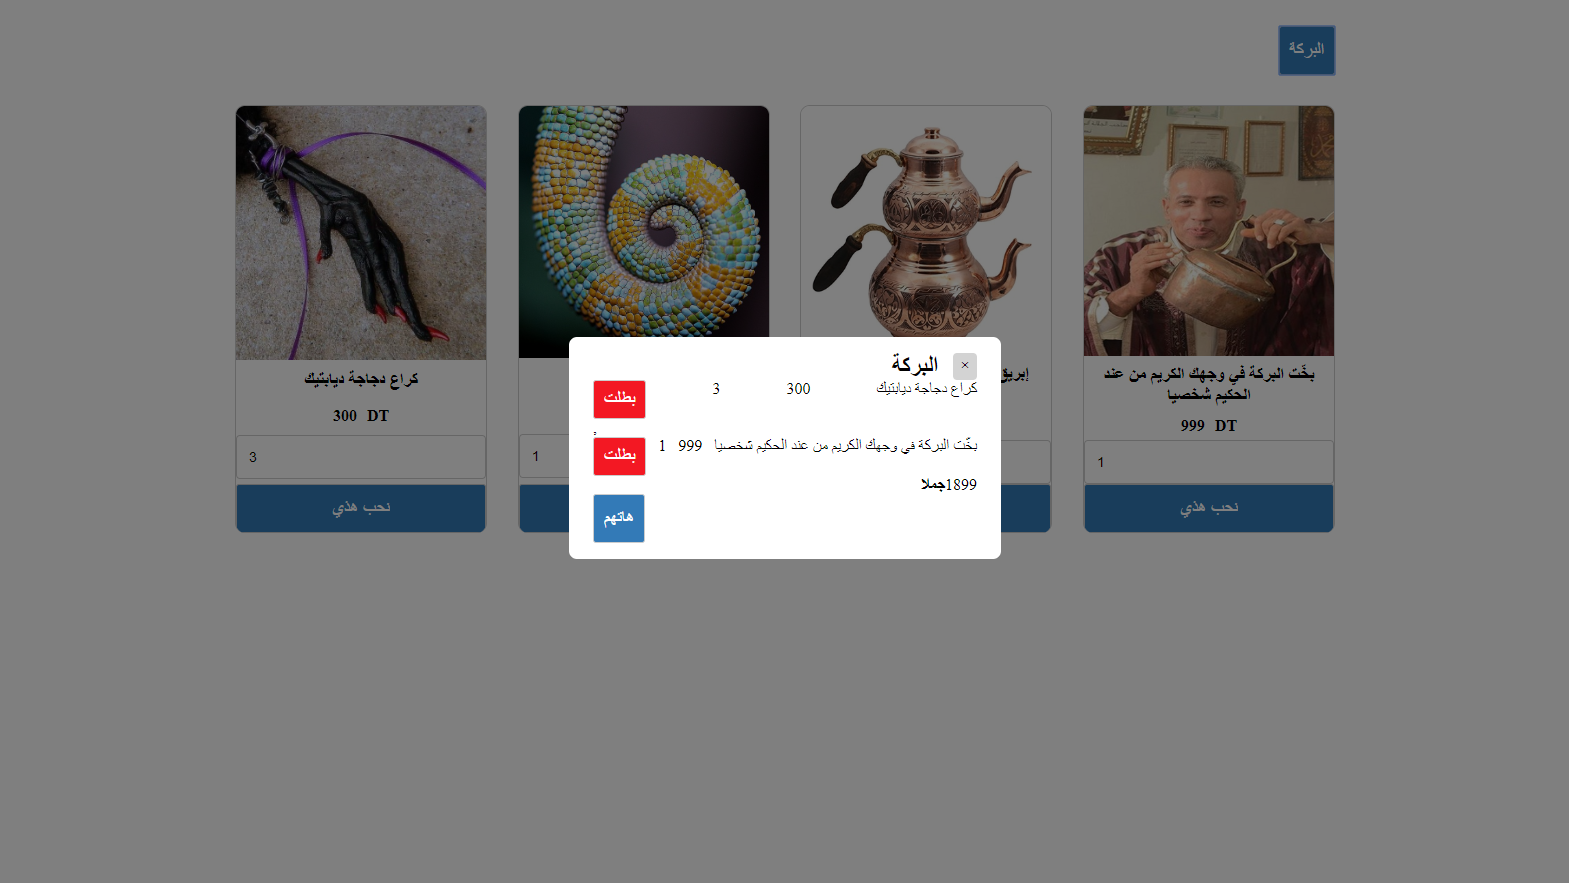 البركة
كراع دجاجة ديابتيك
300 DT
3
نحب هذي
1
إبريق
بخّت البركة في وجهك الكريم من عند
الحكيم شخصيا
999 DT
1
نحب هذي
× البركة
كراع دجاجة ديابتيك 300 3 بطلت
بخّت البركة في وجهك الكريم من عند الحكيم شخصيا 999 1 بطلت
1899جملا
هاتهم